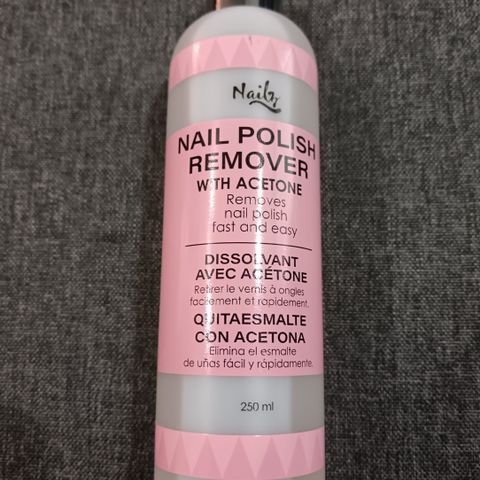 Nailz
NAIL POLISH
REMOVER
WITH ACETONE
Removes
nail polish
fast and easy
DISSOLVANT
AVEC ACÉTONE
Retirer le vernis à ongles
facilement et rapidement.
QUITAESMALTE
CON ACETONA
Elimina el esmalte
de uñas fácil y rápidamente.
250 ml